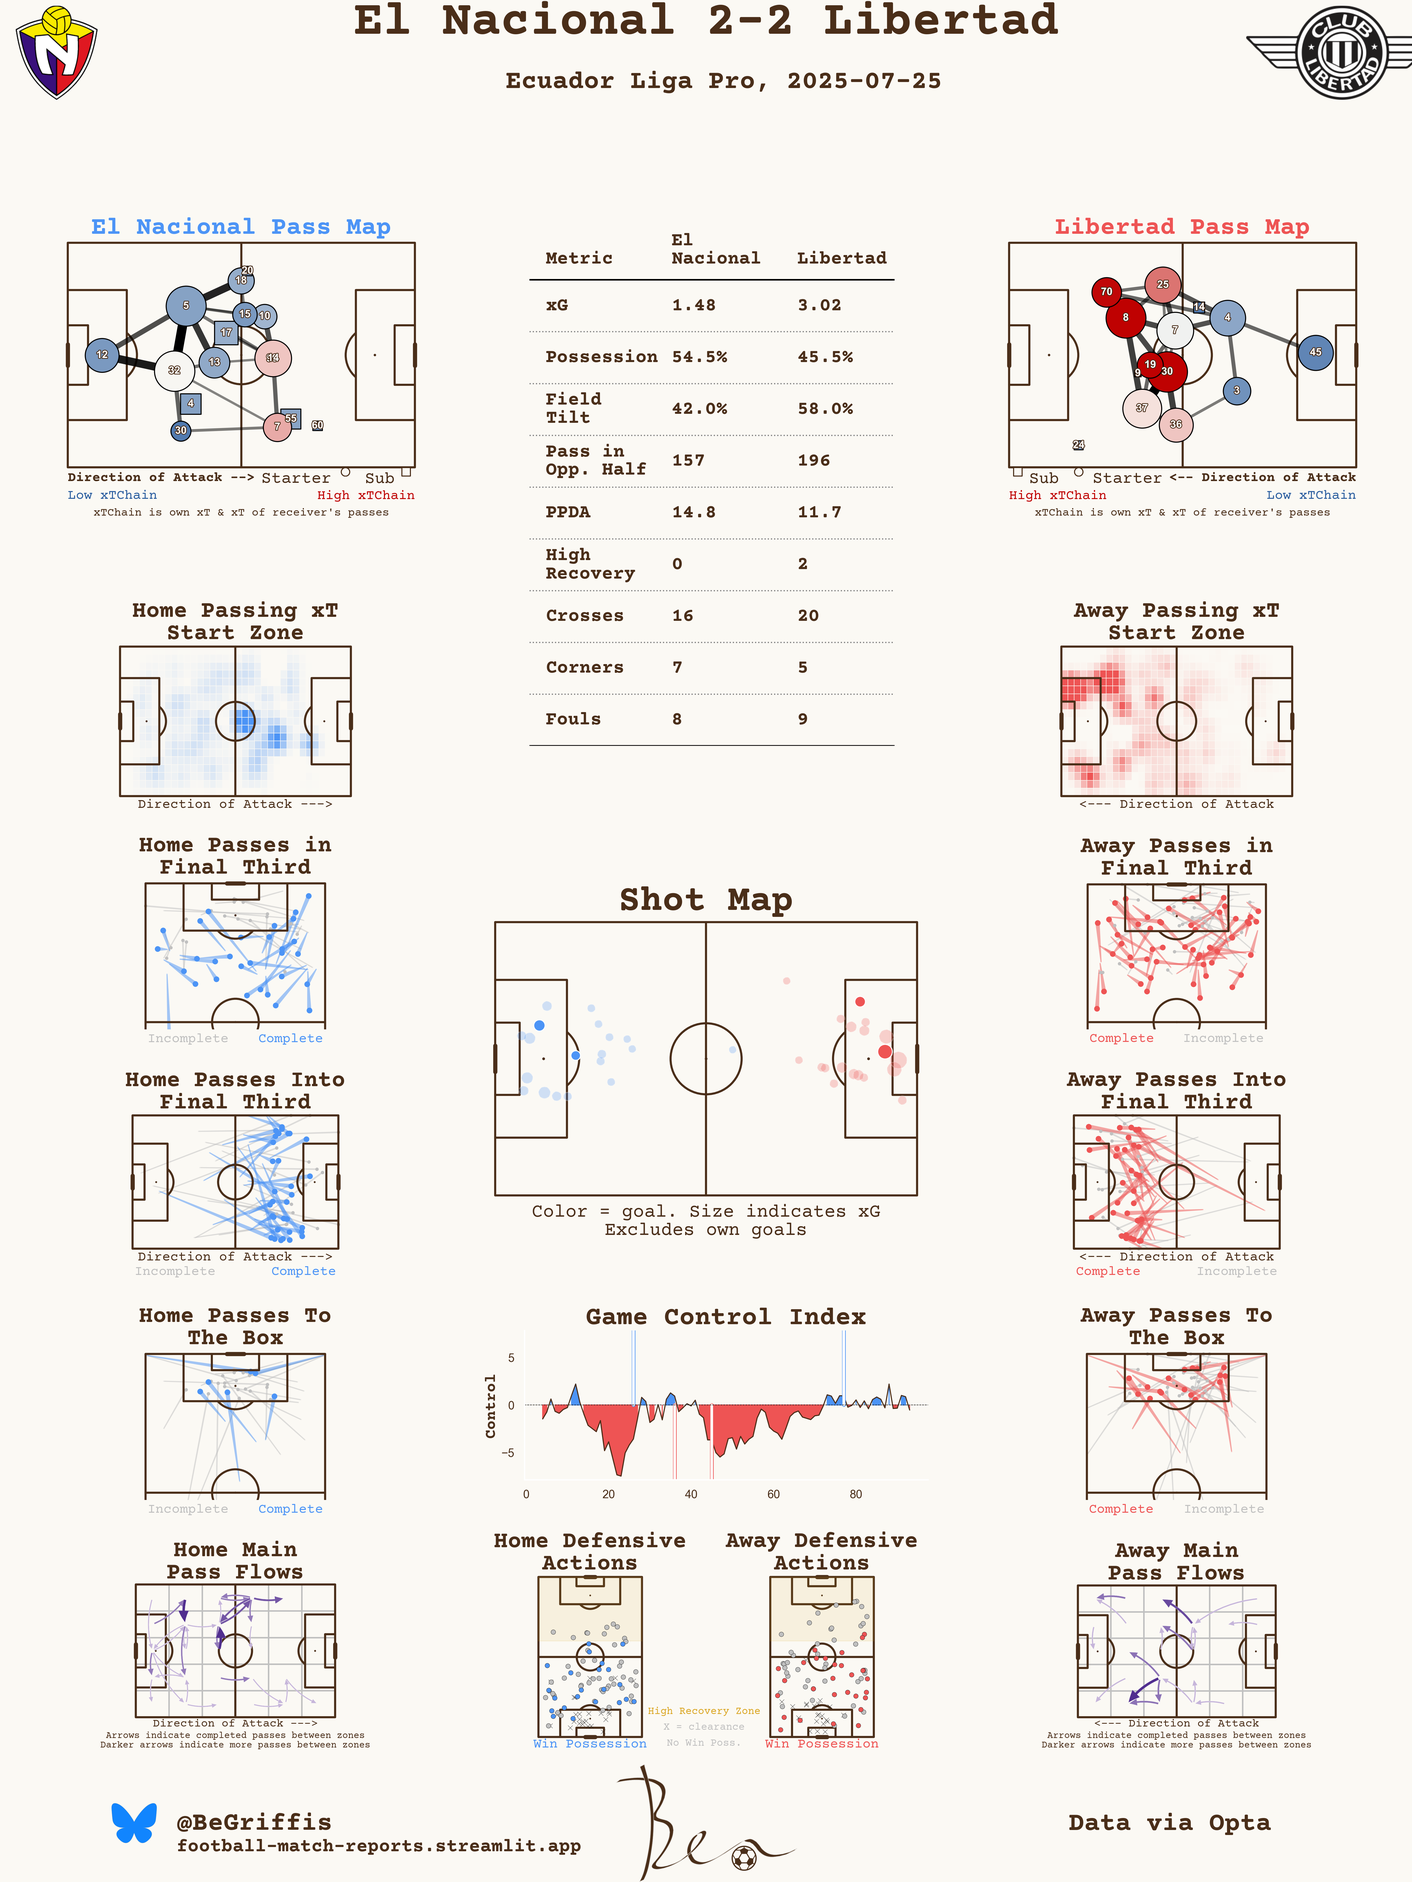 El Nacional 2-2 Libertad
Ecuador Liga Pro, 2025-07-25
CLUB
LIBERTAD
El Nacional Pass Map
20
18
5
15
10
17
12
13
14
32
4
30
7
55
60
Direction of Attack --> Starter Sub
Low xTChain High xTChain
xTChain is own xT & xT of receiver's passes
Metric El Nacional Libertad
xG 1.48 3.02
Possession 54.5% 45.5%
Field Tilt 42.0% 58.0%
Pass in Opp. Half 157 196
PPDA 14.8 11.7
High Recovery 0 2
Crosses 16 20
Corners 7 5
Fouls 8 9
Libertad Pass Map
70
25
14
8
7
4
45
19
9
30
3
37
36
24
Sub Starter <-- Direction of Attack
High xTChain Low xTChain
xTChain is own xT & xT of receiver's passes
Home Passing xT
Start Zone
Direction of Attack --->
Away Passing xT
Start Zone
<--- Direction of Attack
Home Passes in
Final Third
Incomplete Complete
Away Passes in
Final Third
Complete Incomplete
Shot Map
Color = goal. Size indicates xG
Excludes own goals
Home Passes Into
Final Third
Direction of Attack --->
Incomplete Complete
Away Passes Into
Final Third
<--- Direction of Attack
Complete Incomplete
Game Control Index
Control
5
0
−5
0 20 40 60 80
Home Passes To
The Box
Incomplete Complete
Away Passes To
The Box
Complete Incomplete
Home Main
Pass Flows
Direction of Attack --->
Arrows indicate completed passes between zones
Darker arrows indicate more passes between zones
Home Defensive
Actions
Win Possession
High Recovery Zone
X = clearance
No Win Poss.
Away Defensive
Actions
Win Possession
Away Main
Pass Flows
<--- Direction of Attack
Arrows indicate completed passes between zones
Darker arrows indicate more passes between zones
@BeGriffis
football-match-reports.streamlit.app
Ben
Data via Opta